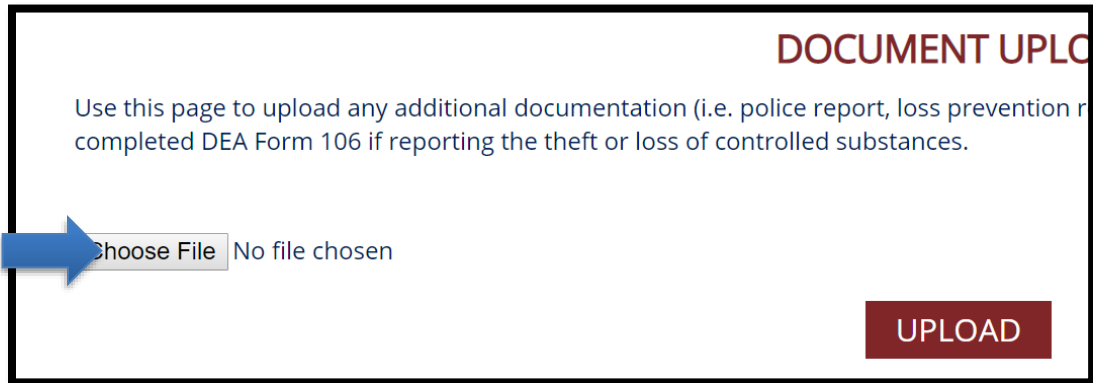 DOCUMENT UPLO
Use this page to upload any additional documentation (i.e. police report, loss prevention r
completed DEA Form 106 if reporting the theft or loss of controlled substances.
Choose File No file chosen
UPLOAD